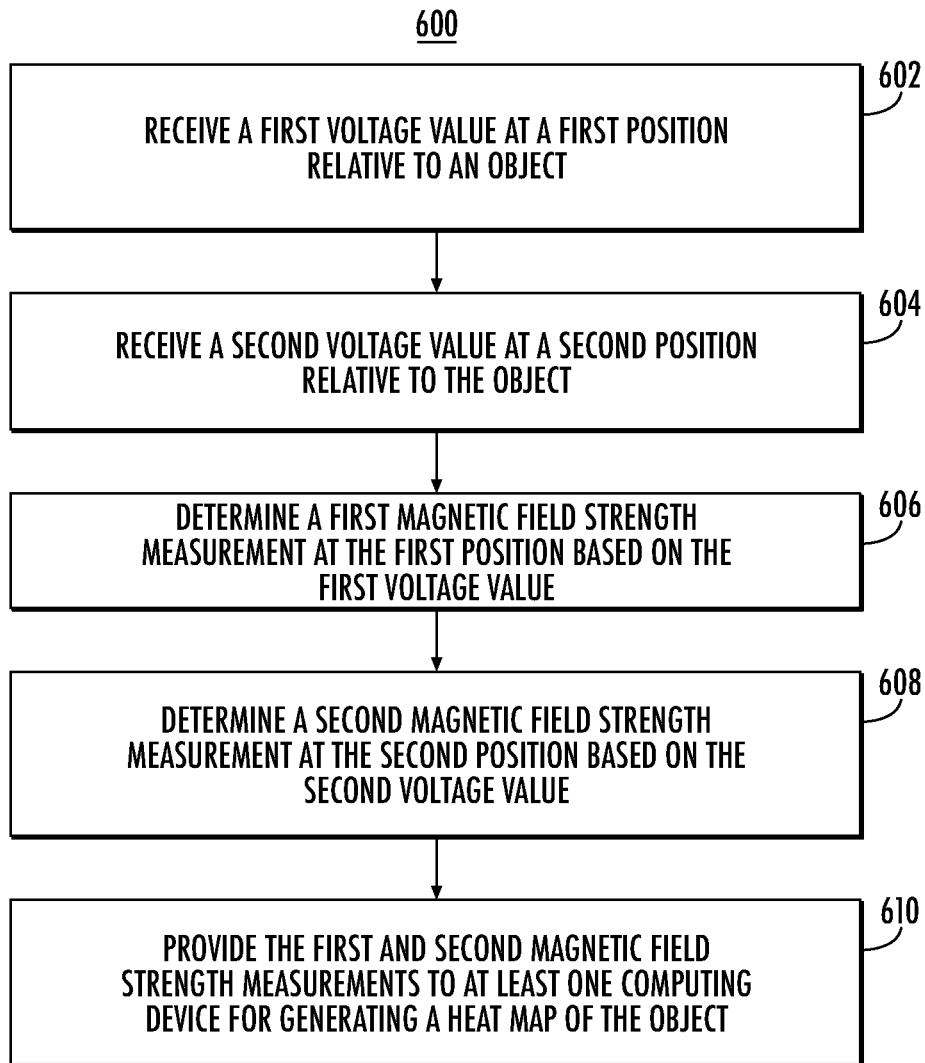 600
602
RECEIVE A FIRST VOLTAGE VALUE AT A FIRST POSITION
RELATIVE TO AN OBJECT
604
RECEIVE A SECOND VOLTAGE VALUE AT A SECOND POSITION
RELATIVE TO THE OBJECT
606
DETERMINE A FIRST MAGNETIC FIELD STRENGTH
MEASUREMENT AT THE FIRST POSITION BASED ON THE
FIRST VOLTAGE VALUE
608
DETERMINE A SECOND MAGNETIC FIELD STRENGTH
MEASUREMENT AT THE SECOND POSITION BASED ON THE
SECOND VOLTAGE VALUE
610
PROVIDE THE FIRST AND SECOND MAGNETIC FIELD
STRENGTH MEASUREMENTS TO AT LEAST ONE COMPUTING
DEVICE FOR GENERATING A HEAT MAP OF THE OBJECT